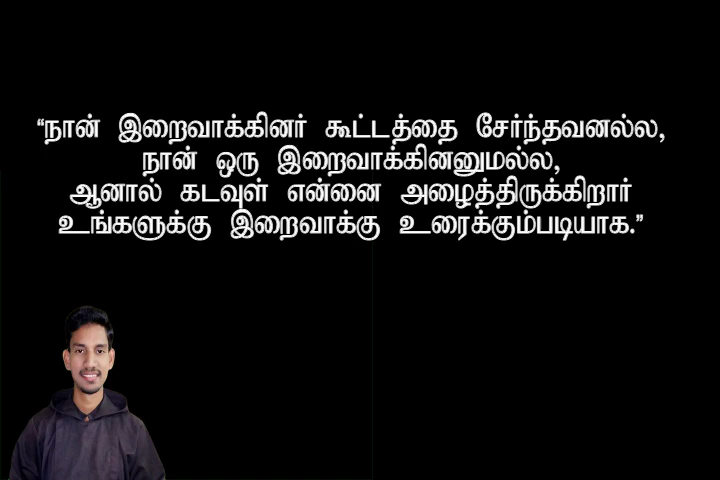 “நான் இறைவாக்கினர் கூட்டத்தை சேர்ந்தவனல்ல,
நான் ஒரு இறைவாக்கினனுமல்ல,
ஆனால் கடவுள் என்னை அழைத்திருக்கிறார்
உங்களுக்கு இறைவாக்கு உரைக்கும்படியாக.”